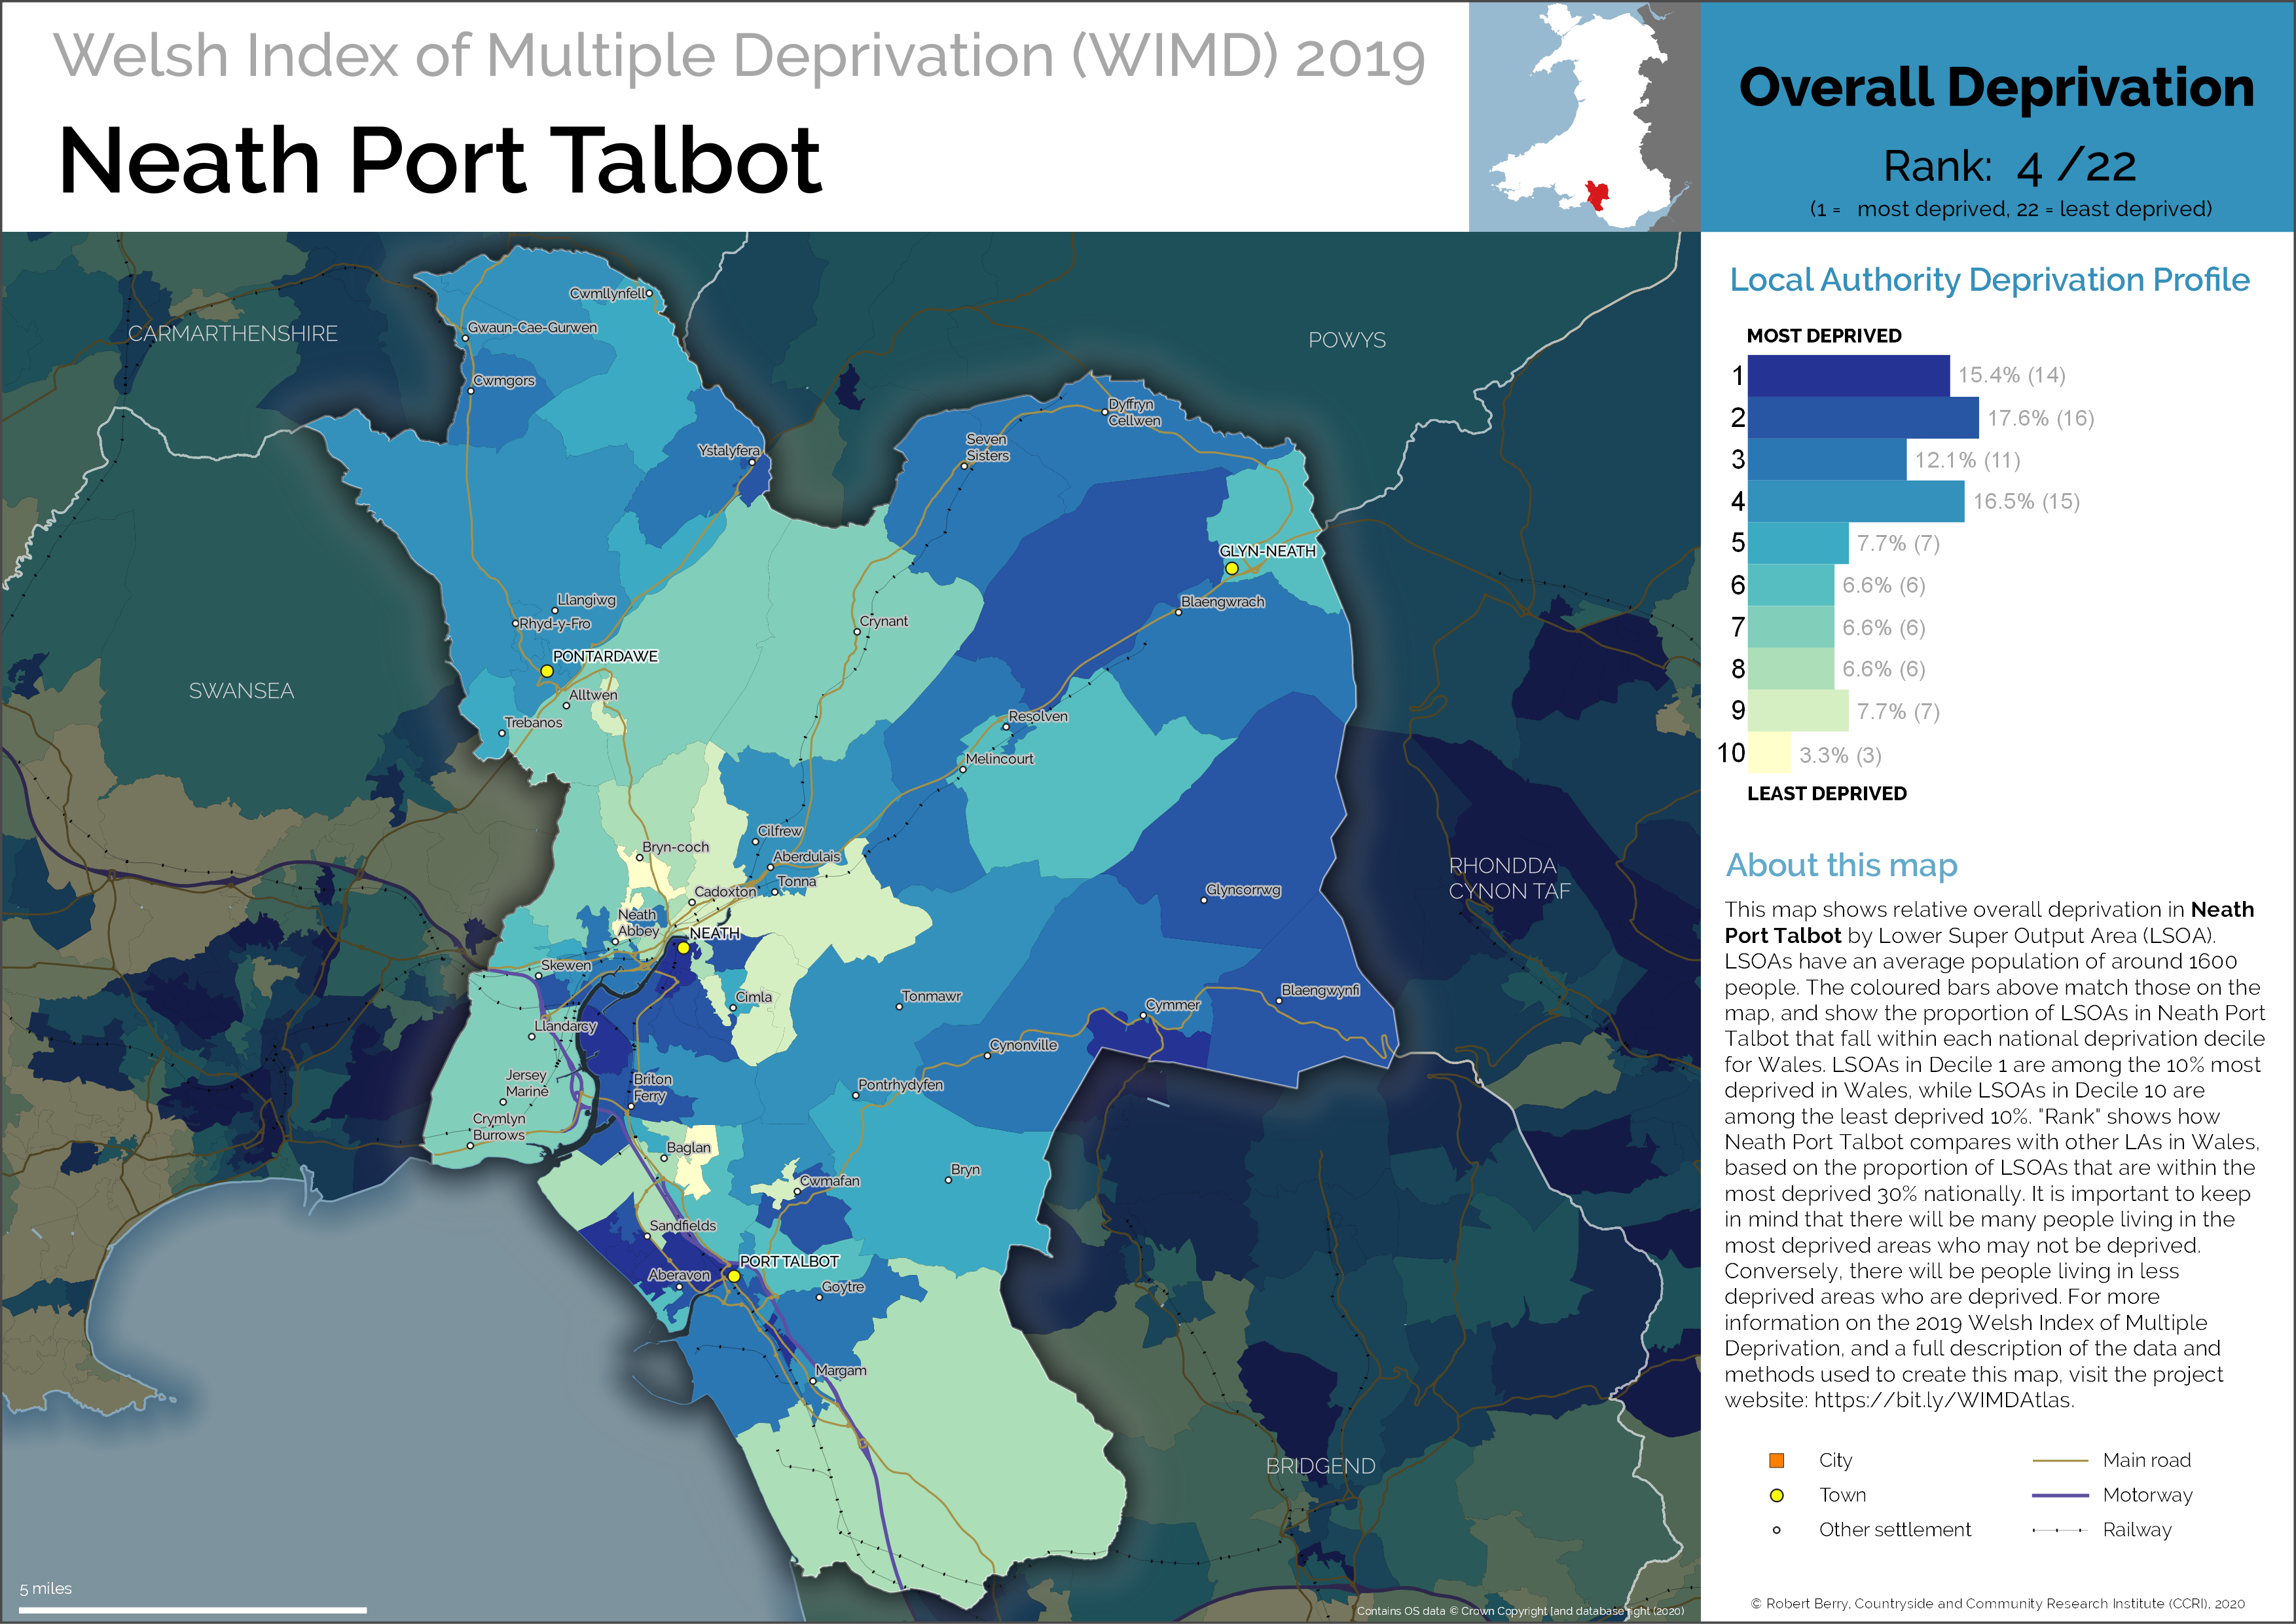 Welsh Index of Multiple Deprivation (WIMD) 2019
Neath Port Talbot
Overall Deprivation
Rank: 4 /22
(1 = most deprived, 22 = least deprived)
CARMARTHENSHIRE
POWYS
SWANSEA
RHONDDA
CYNON TAF
BRIDGEND
Cwmllynfell
Gwaun-Cae-Gurwen
Cwmgors
Ystalyfera
Dyffryn
Cellwen
Seven
Sisters
GLYN-NEATH
Blaengwrach
Llangiwg
Rhyd-y-Fro
Crynant
PONTARDAWE
Alltwen
Trebanos
Resolven
Melincourt
Cilfrew
Bryn-coch
Aberdulais
Tonna
Cadoxton
Glyncorrwg
Neath
Abbey
NEATH
Skewen
Cimla
Tonmawr
Blaengwynfi
Cymmer
Llandarcy
Cynonville
Jersey
Marine
Briton
Ferry
Pontrhydyfen
Crymlyn
Burrows
Baglan
Bryn
Cwmafan
Sandfields
PORT TALBOT
Aberavon
Goytre
Margam
5 miles
Contains OS data © Crown Copyright [and database right (2020)
Local Authority Deprivation Profile
MOST DEPRIVED
1 15.4% (14)
2 17.6% (16)
3 12.1% (11)
4 16.5% (15)
5 7.7% (7)
6 6.6% (6)
7 6.6% (6)
8 6.6% (6)
9 7.7% (7)
10 3.3% (3)
LEAST DEPRIVED
About this map
This map shows relative overall deprivation in Neath
Port Talbot by Lower Super Output Area (LSOA).
LSOAs have an average population of around 1600
people. The coloured bars above match those on the
map, and show the proportion of LSOAs in Neath Port
Talbot that fall within each national deprivation decile
for Wales. LSOAs in Decile 1 are among the 10% most
deprived in Wales, while LSOAs in Decile 10 are
among the least deprived 10%. "Rank" shows how
Neath Port Talbot compares with other LAs in Wales,
based on the proportion of LSOAs that are within the
most deprived 30% nationally. It is important to keep
in mind that there will be many people living in the
most deprived areas who may not be deprived.
Conversely, there will be people living in less
deprived areas who are deprived. For more
information on the 2019 Welsh Index of Multiple
Deprivation, and a full description of the data and
methods used to create this map, visit the project
website: https://bit.ly/WIMDAtlas.
City
Main road
Town
Motorway
Other settlement
Railway
© Robert Berry, Countryside and Community Research Institute (CCRI), 2020